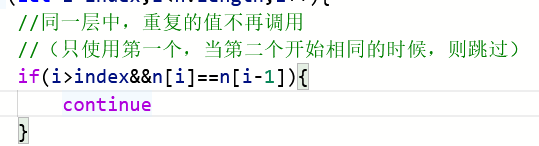 //同一层中，重复的值不再调用
//（只使用第一个，当第二个开始相同的时候，则跳过）
if(i>index&&n[i]==n[i-1]){
continue
}